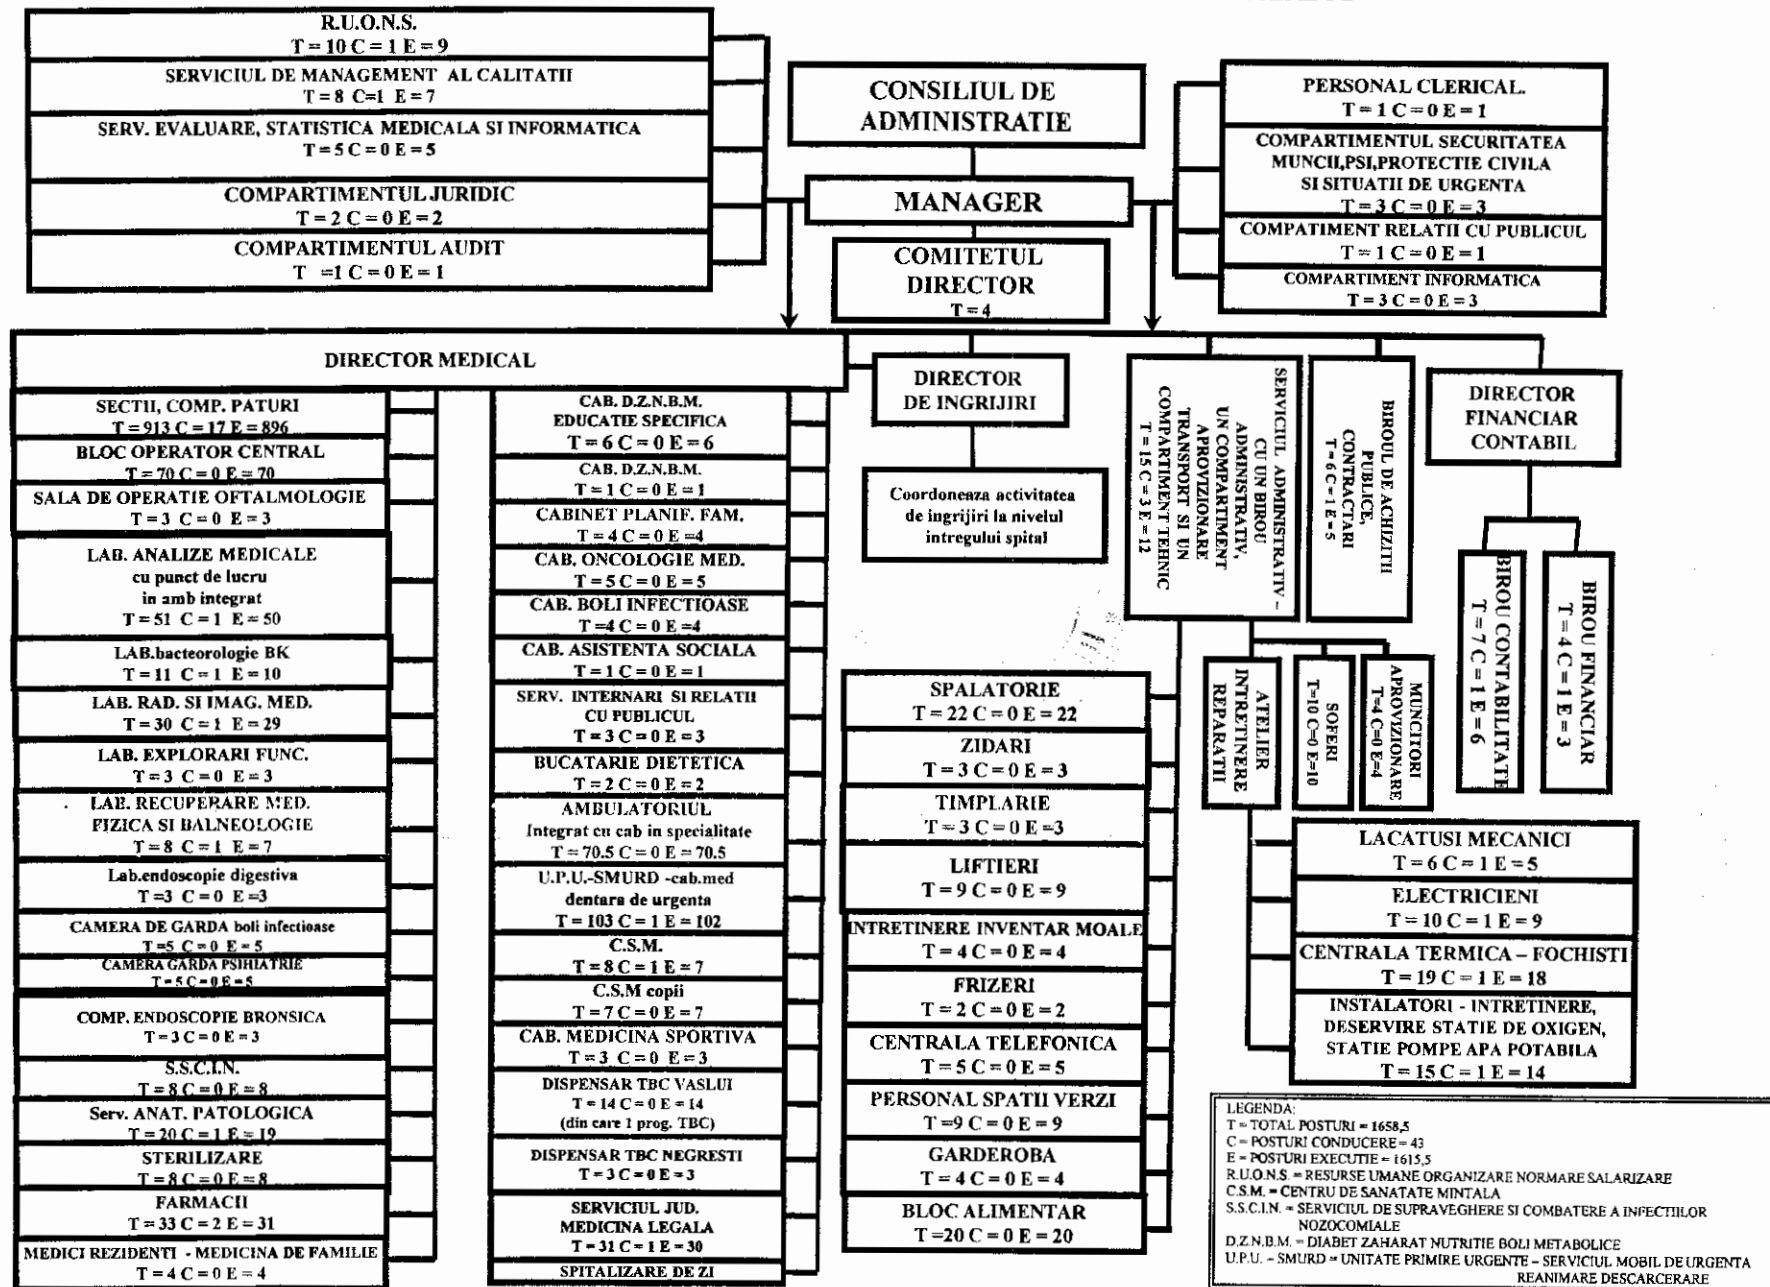 R.U.O.N.S.
T = 10 C = 1 E = 9
SERVICIUL DE MANAGEMENT AL CALITATII
T = 8 C=1 E = 7
SERV. EVALUARE, STATISTICA MEDICALA SI INFORMATICA
T = 5 C = 0 E = 5
COMPARTIMENTUL JURIDIC
T = 2 C = 0 E = 2
COMPARTIMENTUL AUDIT
T =1 C = 0 E = 1
CONSILIUL DE
ADMINISTRATIE
MANAGER
COMITETUL
DIRECTOR
T = 4
PERSONAL CLERICAL.
T = 1 C = 0 E = 1
COMPARTIMENTUL SECURITATEA
MUNCII,PSI,PROTECTIE CIVILA
SI SITUATII DE URGENTA
T = 3 C = 0 E = 3
COMPATIMENT RELATII CU PUBLICUL
T = 1 C = 0 E = 1
COMPARTIMENT INFORMATICA
T = 3 C = 0 E = 3
DIRECTOR MEDICAL
SECTII, COMP. PATURI
T = 913 C = 17 E = 896
BLOC OPERATOR CENTRAL
T = 70 C = 0 E = 70
SALA DE OPERATIE OFTALMOLOGIE
T = 3 C = 0 E = 3
LAB. ANALIZE MEDICALE
cu punct de lucru
in amb integrat
T = 51 C = 1 E = 50
LAB.bacteorologie BK
T = 11 C = 1 E = 10
LAB. RAD. SI IMAG. MED.
T = 30 C = 1 E = 29
LAB. EXPLORARI FUNC.
T = 3 C = 0 E = 3
LAB. RECUPERARE MED.
FIZICA SI BALNEOLOGIE
T = 8 C = 1 E = 7
Lab.endoscopie digestiva
T =3 C = 0 E =3
CAMERA DE GARDA boli infectioase
T =5 C = 0 E = 5
CAMERA GARDA PSIHIATRIE
T = 5 C = 0 E = 5
COMP. ENDOSCOPIE BRONSICA
T = 3 C = 0 E = 3
S.S.C.I.N.
T = 8 C = 0 E = 8
Serv. ANAT. PATOLOGICA
T = 20 C = 1 E = 19
STERILIZARE
T = 8 C = 0 E = 8
FARMACII
T = 33 C = 2 E = 31
MEDICI REZIDENTI - MEDICINA DE FAMILIE
T = 4 C = 0 E = 4
CAB. D.Z.N.B.M.
EDUCATIE SPECIFICA
T = 6 C = 0 E = 6
CAB. D.Z.N.B.M.
T = 1 C = 0 E = 1
CABINET PLANIF. FAM.
T = 4 C = 0 E =4
CAB. ONCOLOGIE MED.
T = 5 C = 0 E = 5
CAB. BOLI INFECTIOASE
T =4 C = 0 E =4
CAB. ASISTENTA SOCIALA
T = 1 C = 0 E = 1
SERV. INTERNARI SI RELATII
CU PUBLICUL
T = 3 C = 0 E = 3
BUCATARIE DIETETICA
T = 2 C = 0 E = 2
AMBULATORIUL
Integrat cu cab in specialitate
T = 70.5 C = 0 E = 70.5
U.P.U.-SMURD -cab.med
dentara de urgenta
T = 103 C = 1 E = 102
C.S.M.
T = 8 C = 1 E = 7
C.S.M copii
T = 7 C = 0 E = 7
CAB. MEDICINA SPORTIVA
T = 3 C = 0 E = 3
DISPENSAR TBC VASLUI
T = 14 C = 0 E = 14
(din care 1 prog. TBC)
DISPENSAR TBC NEGRESTI
T = 3 C = 0 E = 3
SERVICIUL JUD.
MEDICINA LEGALA
T = 31 C = 1 E = 30
SPITALIZARE DE ZI
DIRECTOR
DE INGRIJIRI
Coordoneaza activitatea
de ingrijiri la nivelul
intregului spital
SERVICIUL ADMINISTRATIV –
CU UN BIROU
ADMINISTRATIV,
UN COMPARTIMENT
APROVIZIONARE
TRANSPORT SI UN
COMPARTIMENT TEHNIC
T = 15 C = 3 E = 12
BIROUL DE ACHIZITII
PUBLICE,
CONTRACTARI
T = 6 C = 1 E = 5
DIRECTOR
FINANCIAR
CONTABIL
BIROU CONTABILITATE
T = 7 C = 1 E = 6
BIROU FINANCIAR
T = 4 C = 1 E = 3
ATELIER
INTRETINERE
REPARATII
SOFERI
T=10 C=0 E=10
MUNCITORI
APROVIZIONARE
T=4 C=0 E=4
SPALATORIE
T = 22 C = 0 E = 22
ZIDARI
T = 3 C = 0 E = 3
TIMPLARIE
T = 3 C = 0 E =3
LIFTIERI
T = 9 C = 0 E = 9
INTRETINERE INVENTAR MOALE
T = 4 C = 0 E = 4
FRIZERI
T = 2 C = 0 E = 2
CENTRALA TELEFONICA
T = 5 C = 0 E = 5
PERSONAL SPATII VERZI
T =9 C = 0 E = 9
GARDEROBA
T = 4 C = 0 E = 4
BLOC ALIMENTAR
T =20 C = 0 E = 20
LACATUSI MECANICI
T = 6 C = 1 E = 5
ELECTRICIENI
T = 10 C = 1 E = 9
CENTRALA TERMICA – FOCHISTI
T = 19 C = 1 E = 18
INSTALATORI - INTRETINERE,
DESERVIRE STATIE DE OXIGEN,
STATIE POMPE APA POTABILA
T = 15 C = 1 E = 14
LEGENDA:
T = TOTAL POSTURI = 1658,5
C = POSTURI CONDUCERE = 43
E = POSTURI EXECUTIE = 1615,5
R.U.O.N.S. = RESURSE UMANE ORGANIZARE NORMARE SALARIZARE
C.S.M. = CENTRU DE SANATATE MINTALA
S.S.C.I.N. = SERVICIUL DE SUPRAVEGHERE SI COMBATERE A INFECTIILOR
NOZOCOMIALE
D.Z.N.B.M. = DIABET ZAHARAT NUTRITIE BOLI METABOLICE
U.P.U. – SMURD = UNITATE PRIMIRE URGENTE – SERVICIUL MOBIL DE URGENTA
REANIMARE DESCARCERARE